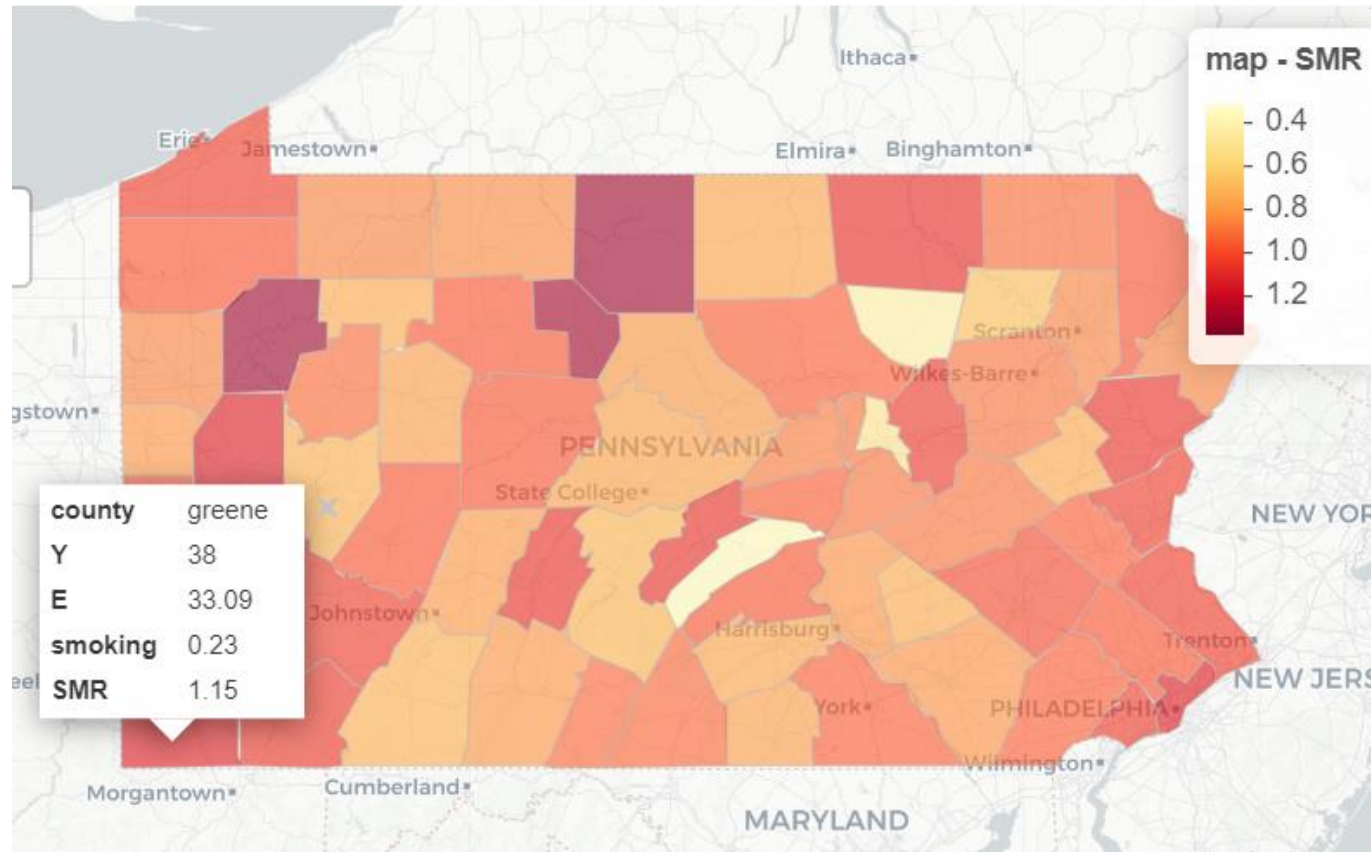 Ithaca
map - SMR
0.4
0.6
0.8
1.0
1.2
Erie
Jamestown
Elmira
Binghamton
Scranton
Wilkes-Barre
gstown
PENNSYLVANIA
State College
NEW YOR
county greene
Y 38
E 33.09
smoking 0.23
SMR 1.15
Johnstown
Harrisburg
Trenton
eel
NEW JERS
York
PHILADELPHIA
Wilmington
Morgantown
Cumberland
MARYLAND